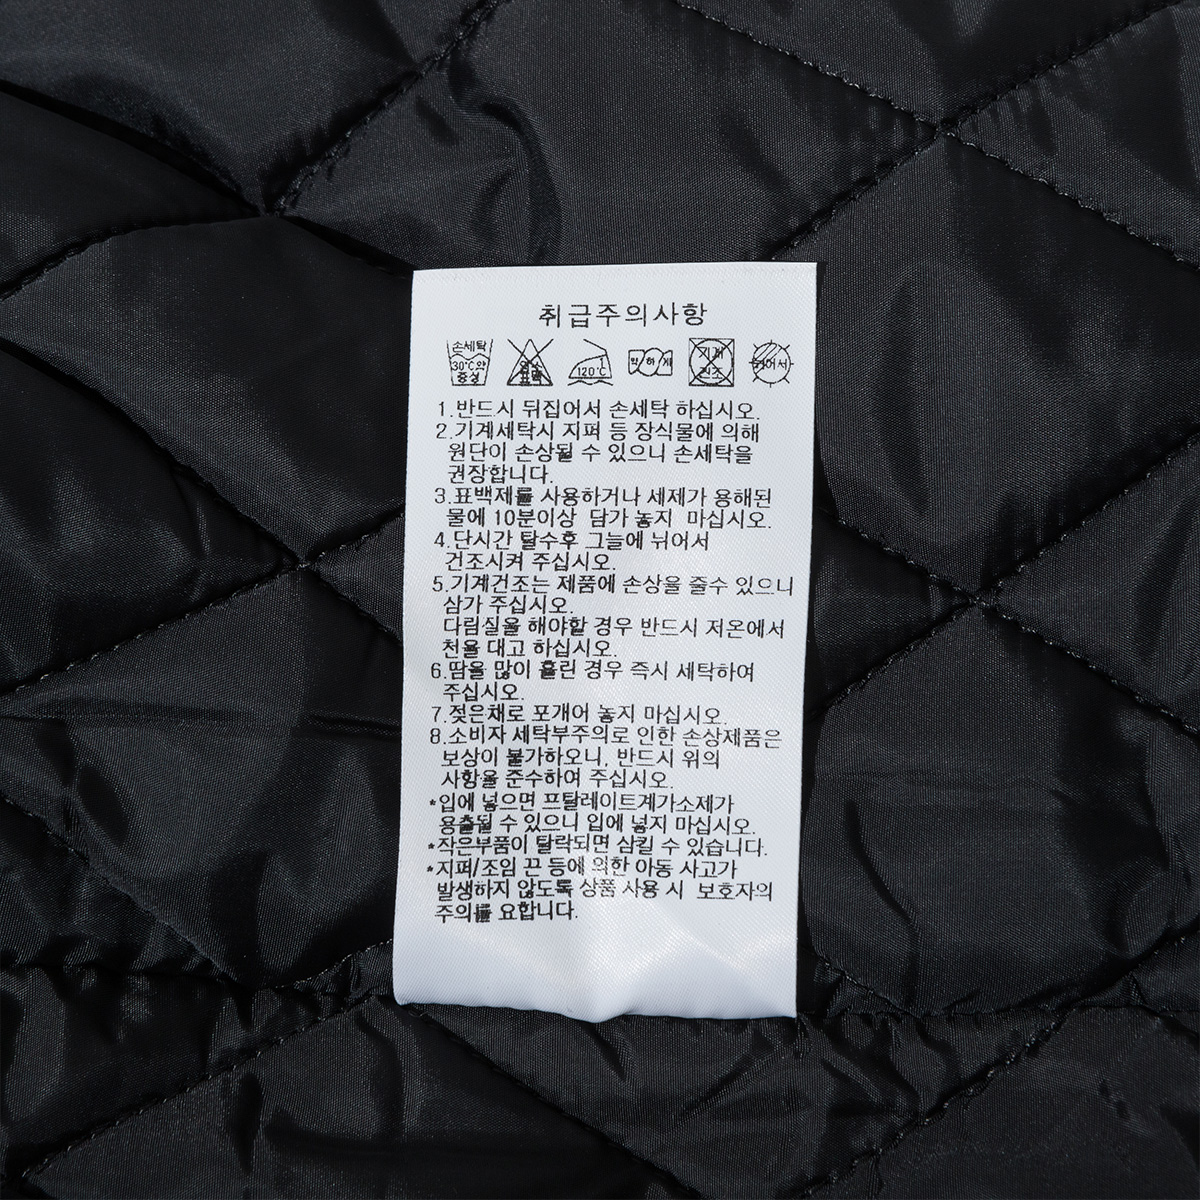 취급주의사항
손세탁
30°C 약
중성
염소
표백
120°C
약하게
기계
건조
뉘어서
1.반드시 뒤집어서 손세탁 하십시오.
2.기계세탁시 지퍼 등 장식물에 의해
원단이 손상될 수 있으니 손세탁을
권장합니다.
3.표백제를 사용하거나 세제가 용해된
물에 10분이상 담가 놓지 마십시오.
4.단시간 탈수후 그늘에 뉘어서
건조시켜 주십시오.
5.기계건조는 제품에 손상을 줄수 있으니
삼가 주십시오.
다림질을 해야할 경우 반드시 저온에서
천을 대고 하십시오.
6.땀을 많이 흘린 경우 즉시 세탁하여
주십시오.
7.젖은채로 포개어 놓지 마십시오.
8.소비자 세탁부주의로 인한 손상제품은
보상이 불가하오니, 반드시 위의
사항을 준수하여 주십시오.
*입에 넣으면 프탈레이트계가소제가
용출될 수 있으니 입에 넣지 마십시오.
*작은부품이 탈락되면 삼킬 수 있습니다.
*지퍼/조임 끈 등에 의한 아동 사고가
발생하지 않도록 상품 사용 시 보호자의
주의를 요합니다.